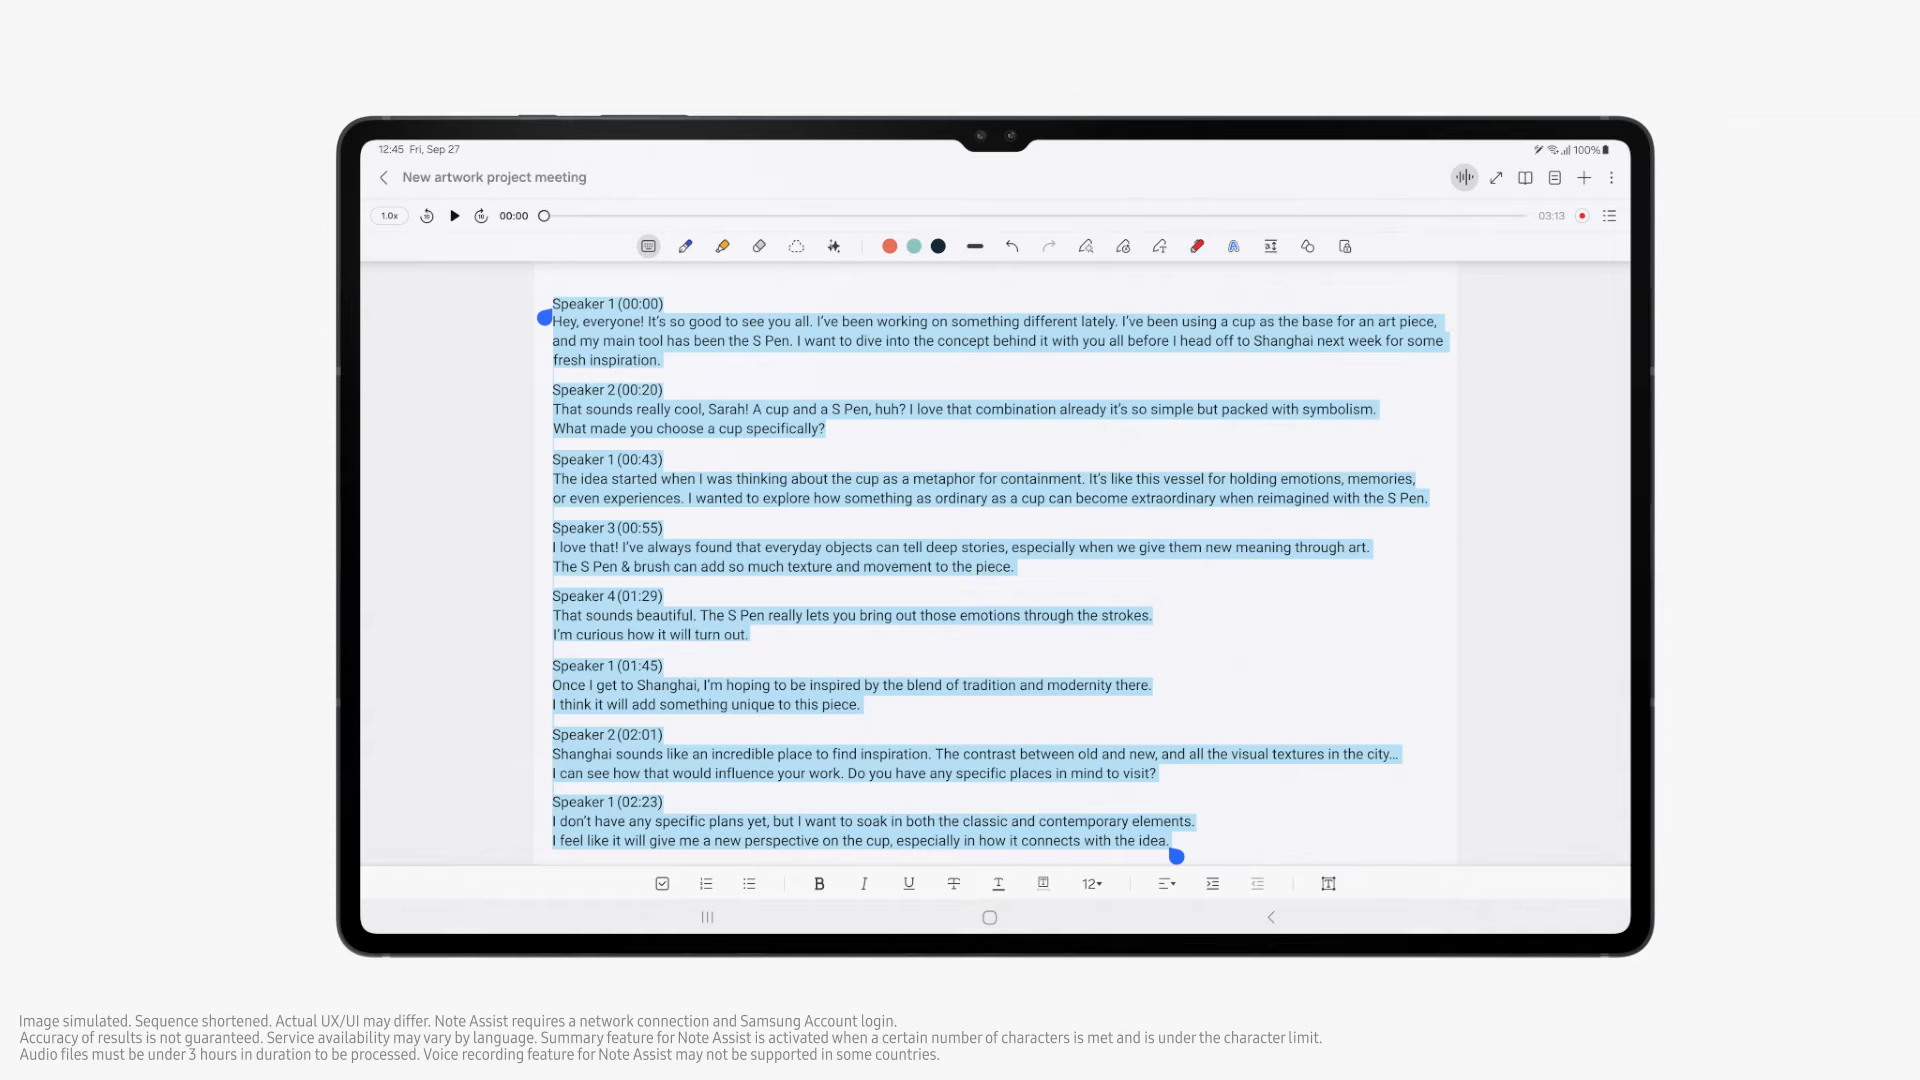 12:45 Fri, Sep 27
100%
New artwork project meeting
1.0x
10
10
00:00
03:13
Speaker 1 (00:00)
Hey, everyone! It's so good to see you all. I've been working on something different lately. I've been using a cup as the base for an art piece,
and my main tool has been the S Pen. I want to dive into the concept behind it with you all before I head off to Shanghai next week for some
fresh inspiration.
Speaker 2 (00:20)
That sounds really cool, Sarah! A cup and a S Pen, huh? I love that combination already it's so simple but packed with symbolism.
What made you choose a cup specifically?
Speaker 1 (00:43)
The idea started when I was thinking about the cup as a metaphor for containment. It's like this vessel for holding emotions, memories,
or even experiences. I wanted to explore how something as ordinary as a cup can become extraordinary when reimagined with the S Pen.
Speaker 3 (00:55)
I love that! I've always found that everyday objects can tell deep stories, especially when we give them new meaning through art.
The S Pen & brush can add so much texture and movement to the piece.
Speaker 4 (01:29)
That sounds beautiful. The S Pen really lets you bring out those emotions through the strokes.
I'm curious how it will turn out.
Speaker 1 (01:45)
Once I get to Shanghai, I'm hoping to be inspired by the blend of tradition and modernity there.
I think it will add something unique to this piece.
Speaker 2 (02:01)
Shanghai sounds like an incredible place to find inspiration. The contrast between old and new, and all the visual textures in the city...
I can see how that would influence your work. Do you have any specific places in mind to visit?
Speaker 1 (02:23)
I don't have any specific plans yet, but I want to soak in both the classic and contemporary elements.
I feel like it will give me a new perspective on the cup, especially in how it connects with the idea.
B I U T T T 12
Image simulated. Sequence shortened. Actual UX/UI may differ. Note Assist requires a network connection and Samsung Account login.
Accuracy of results is not guaranteed. Service availability may vary by language. Summary feature for Note Assist is activated when a certain number of characters is met and is under the character limit.
Audio files must be under 3 hours in duration to be processed. Voice recording feature for Note Assist may not be supported in some countries.